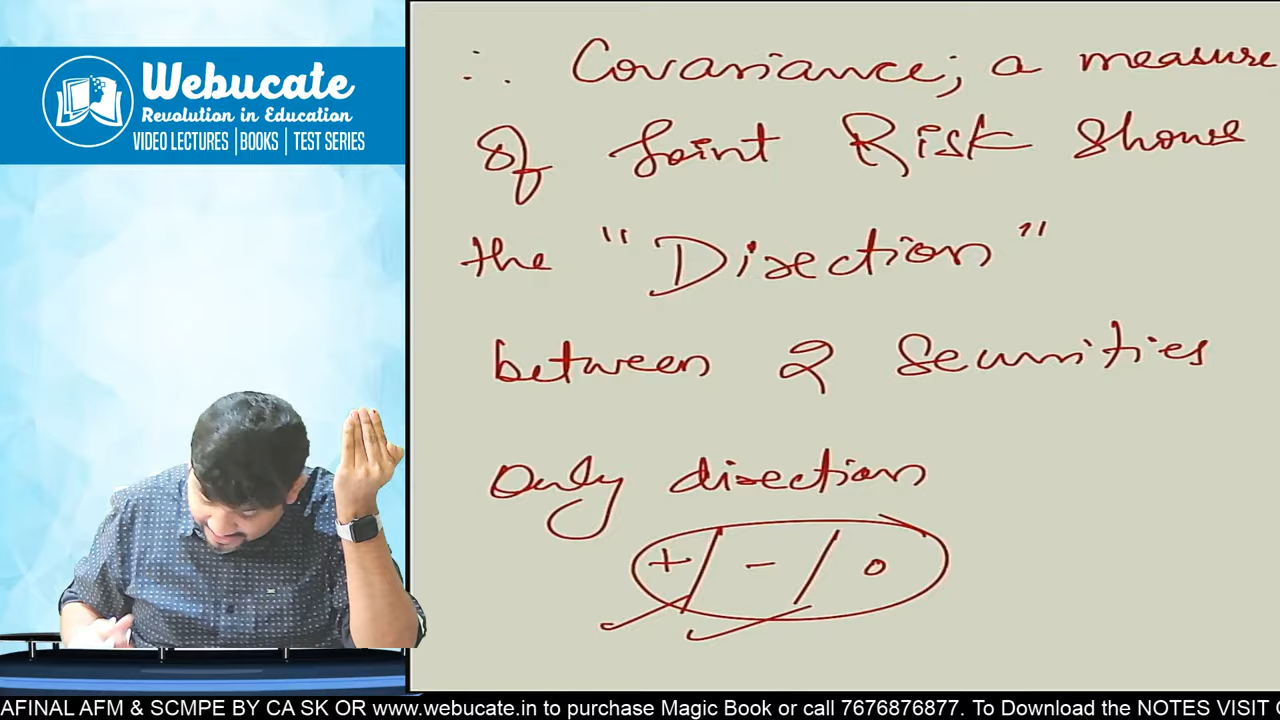 Webucate
Revolution in Education
VIDEO LECTURES | BOOKS | TEST SERIES
∴ Covariance; a measure
of Joint Risk shows
the "Direction"
between 2 Securities
Only direction
+ / - / 0
AFINAL AFM & SCMPE BY CA SK OR www.webucate.in to purchase Magic Book or call 7676876877. To Download the NOTES VISIT